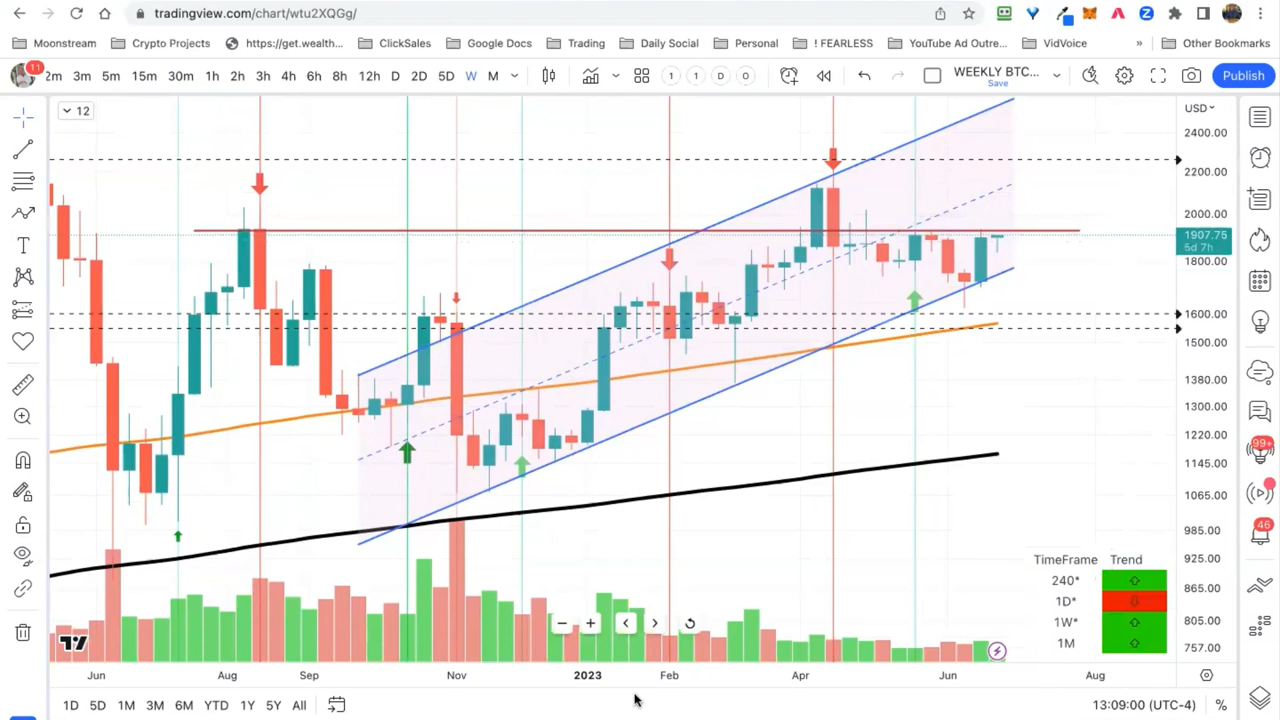 tradingview.com/chart/wtu2XQGg/
Moonstream Crypto Projects https://get.wealth... ClickSales Google Docs Trading Daily Social Personal ! FEARLESS YouTube Ad Outre... VidVoice » Other Bookmarks
11 2m 3m 5m 15m 30m 1h 2h 3h 4h 6h 8h 12h D 2D 5D W M 1 1 D O WEEKLY BTC... Save Publish
12 USD
2400.00
2200.00
2000.00
1907.75
5d 7h
1800.00
1600.00
1500.00
1380.00
1300.00
1220.00
1145.00
1065.00
985.00
925.00
865.00
805.00
757.00
99+
46
TimeFrame Trend
240*
1D*
1W*
1M
Jun Aug Sep Nov 2023 Feb Apr Jun Aug
1D 5D 1M 3M 6M YTD 1Y 5Y All 13:09:00 (UTC-4) %